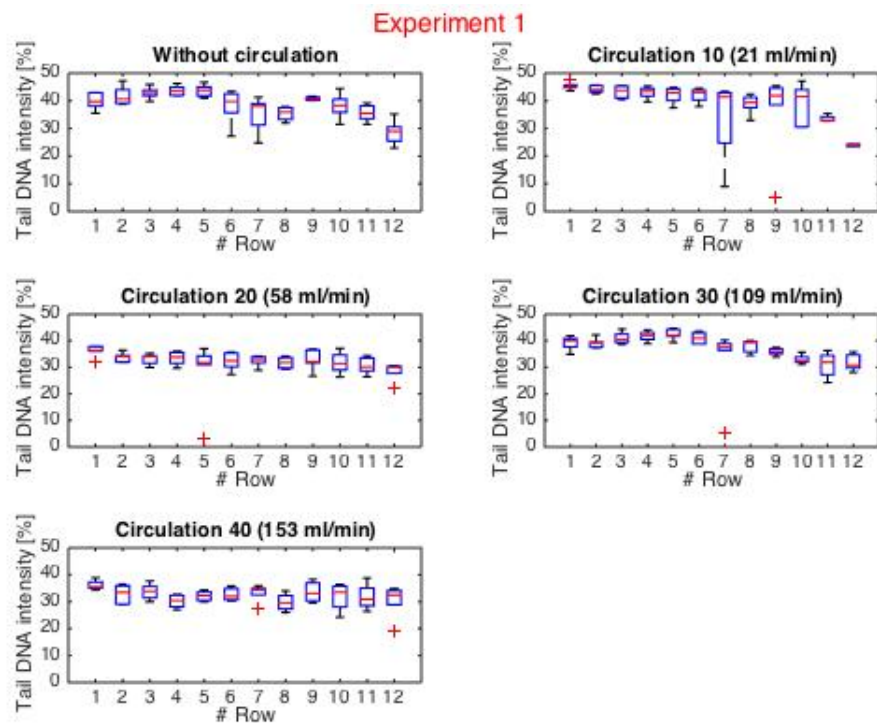 Experiment 1
Without circulation
Tail DNA intensity [%]
50
40
30
20
10
0
1 2 3 4 5 6 7 8 9 10 11 12
# Row
Circulation 10 (21 ml/min)
Tail DNA intensity [%]
50
40
30
20
10
0
1 2 3 4 5 6 7 8 9 10 11 12
# Row
Circulation 20 (58 ml/min)
Tail DNA intensity [%]
50
40
30
20
10
0
1 2 3 4 5 6 7 8 9 10 11 12
# Row
Circulation 30 (109 ml/min)
Tail DNA intensity [%]
50
40
30
20
10
0
1 2 3 4 5 6 7 8 9 10 11 12
# Row
Circulation 40 (153 ml/min)
Tail DNA intensity [%]
50
40
30
20
10
0
1 2 3 4 5 6 7 8 9 10 11 12
# Row